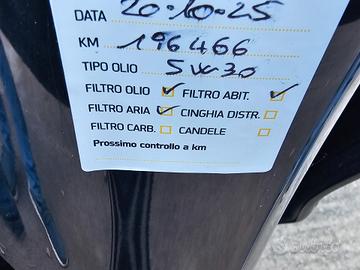 DATA 20-10-25
KM 196466
TIPO OLIO 5W30
FILTRO OLIO ✓ FILTRO ABIT. ✓
FILTRO ARIA ✓ CINGHIA DISTR.
FILTRO CARB. CANDELE
Prossimo controllo a km